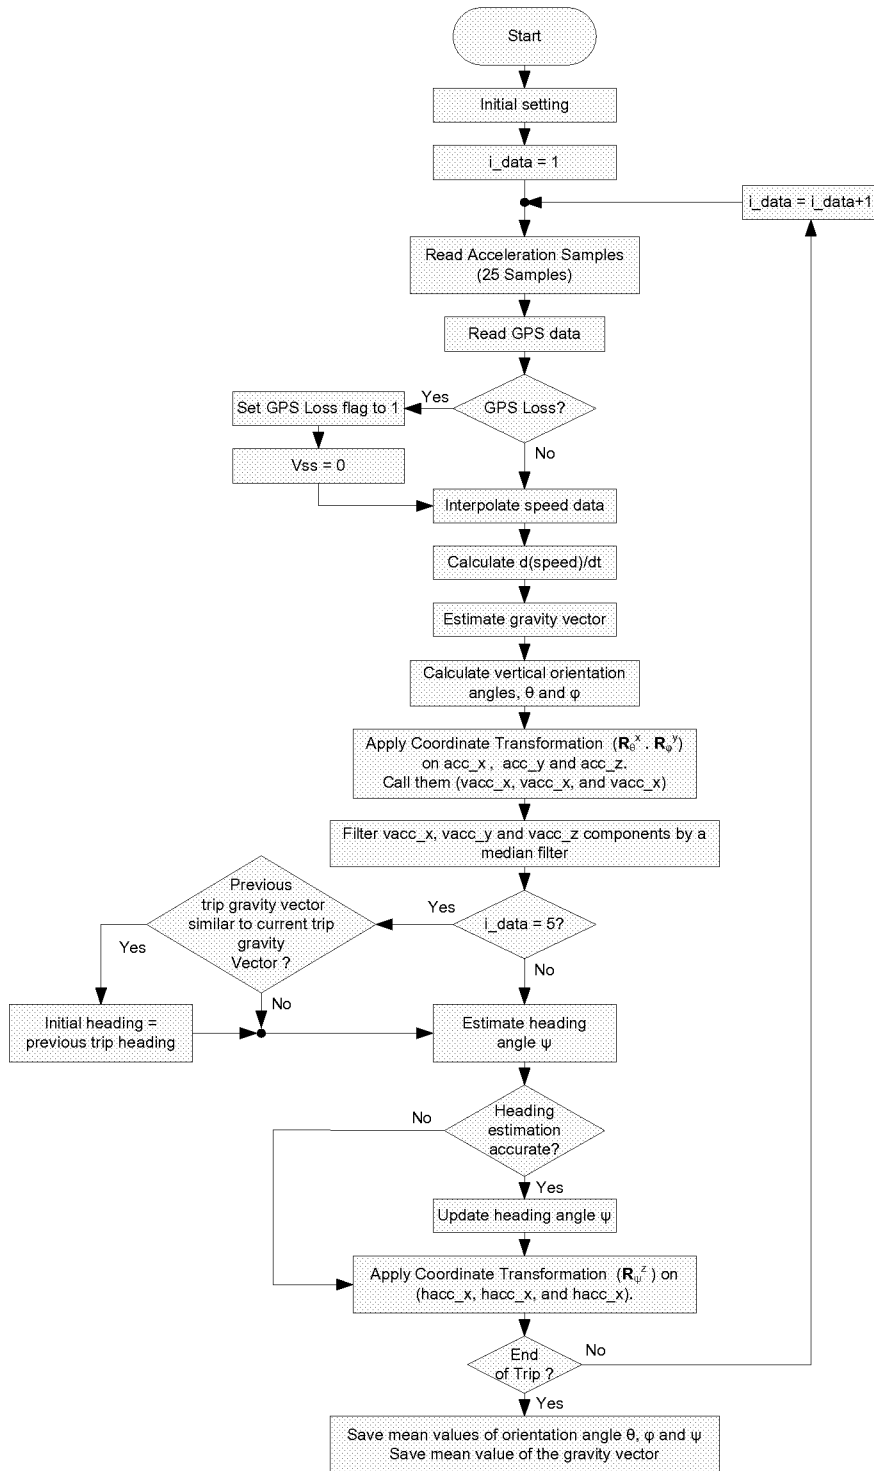 Start
Initial setting
i_data = 1
i_data = i_data+1
Read Acceleration Samples
(25 Samples)
Read GPS data
GPS Loss?
Yes
Set GPS Loss flag to 1
No
Vss = 0
Interpolate speed data
Calculate d(speed)/dt
Estimate gravity vector
Calculate vertical orientation
angles, θ and φ
Apply Coordinate Transformation (Rθ^x . Rφ^y)
on acc_x , acc_y and acc_z.
Call them (vacc_x, vacc_x, and vacc_x)
Filter vacc_x, vacc_y and vacc_z components by a
median filter
i_data = 5?
Yes
Previous
trip gravity vector
similar to current trip
gravity
Vector ?
Yes
No
No
Initial heading =
previous trip heading
Estimate heading
angle ψ
Heading
estimation
accurate?
No
Yes
Update heading angle ψ
Apply Coordinate Transformation (Rψ^z ) on
(hacc_x, hacc_x, and hacc_x).
End
of Trip ?
No
Yes
Save mean values of orientation angle θ, φ and ψ
Save mean value of the gravity vector